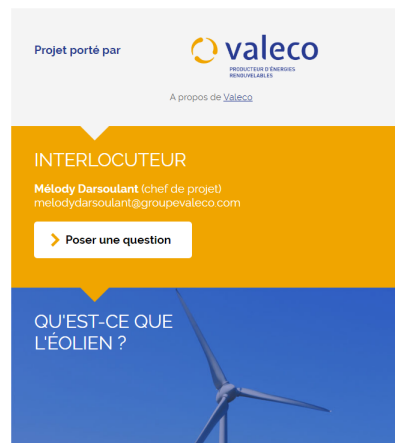 Projet porté par
valeco
PRODUCTEUR D'ÉNERGIES
RENOUVELABLES
A propos de Valeco
INTERLOCUTEUR
Mélody Darsoulant (chef de projet)
melodydarsoulant@groupevaleco.com
Poser une question
QU'EST-CE QUE
L'ÉOLIEN ?